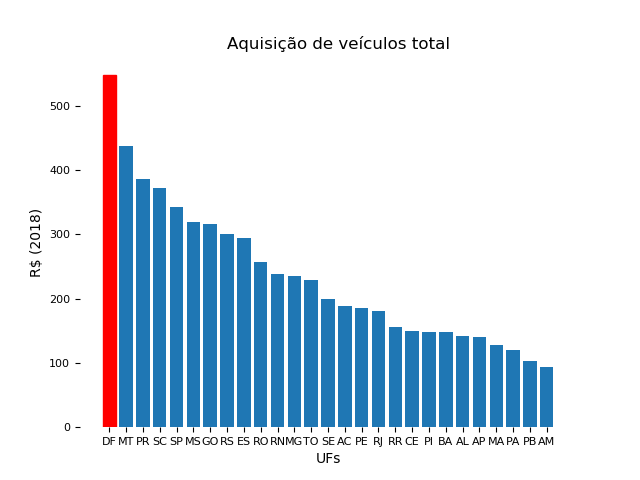 Aquisição de veículos total
500
400
300
200
100
0
R$ (2018)
DF MT PR SC SP MS GO RS ES RO RN MG TO SE AC PE RJ RR CE PI BA AL AP MA PA PB AM
UFs